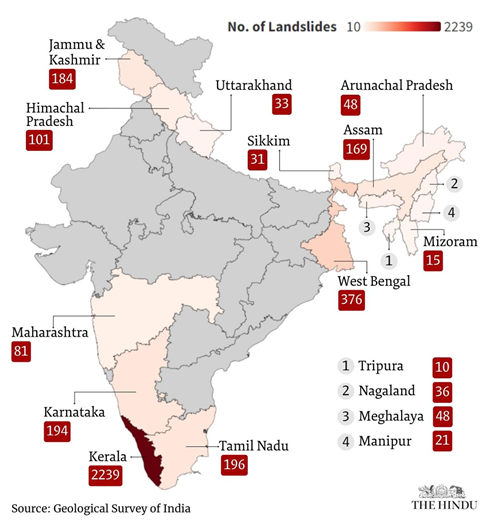 No. of Landslides 10 2239
Jammu &
Kashmir
184
Uttarakhand
33
Arunachal Pradesh
48
Himachal
Pradesh
101
Sikkim
31
Assam
169
2
4
3
1
Mizoram
15
West Bengal
376
Maharashtra
81
1 Tripura 10
2 Nagaland 36
3 Meghalaya 48
4 Manipur 21
Karnataka
194
Kerala
2239
Tamil Nadu
196
Source: Geological Survey of India
THE HINDU